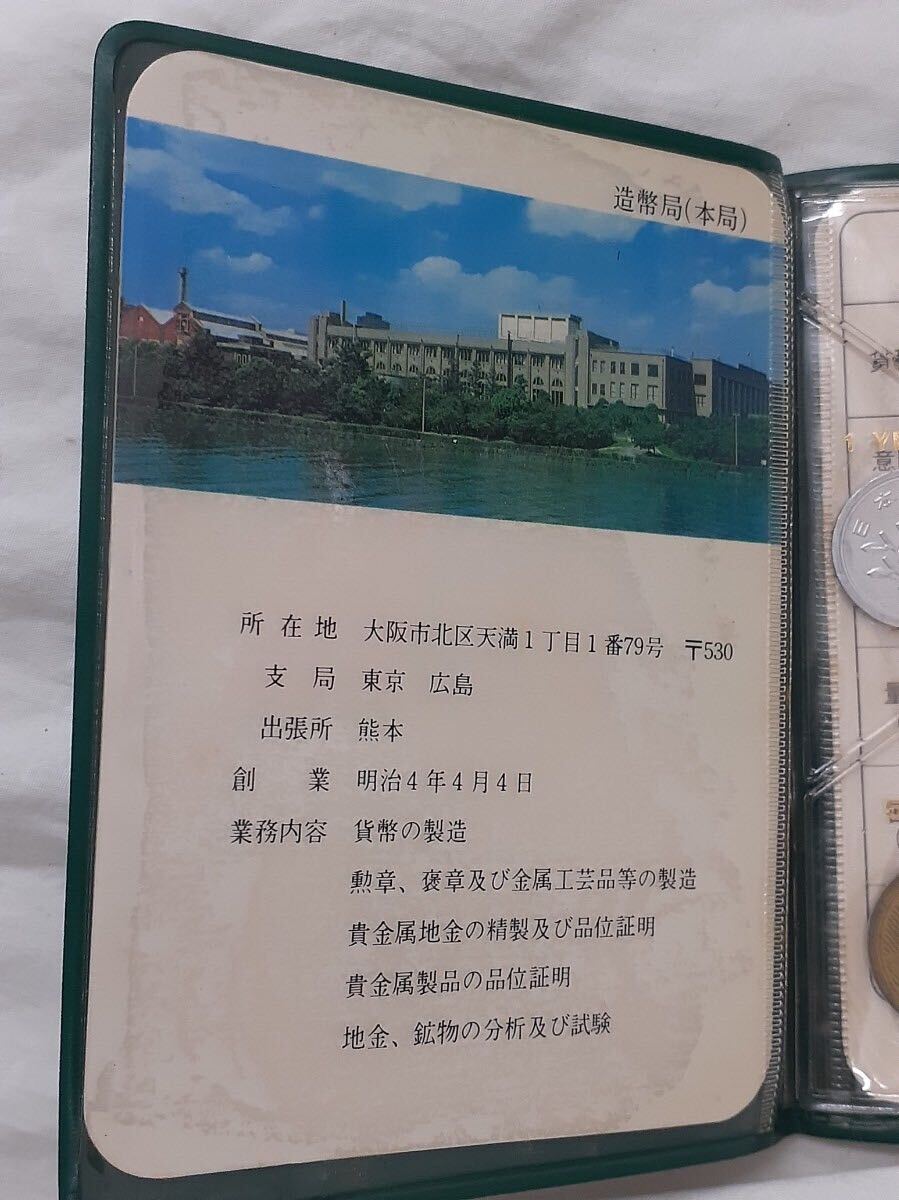 造幣局(本局)
所在地 大阪市北区天満1丁目1番79号 〒530
支局 東京 広島
出張所 熊本
創業 明治4年4月4日
業務内容 貨幣の製造
勲章、褒章及び金属工芸品等の製造
貴金属地金の精製及び品位証明
貴金属製品の品位証明
地金、鉱物の分析及び試験
貨
意